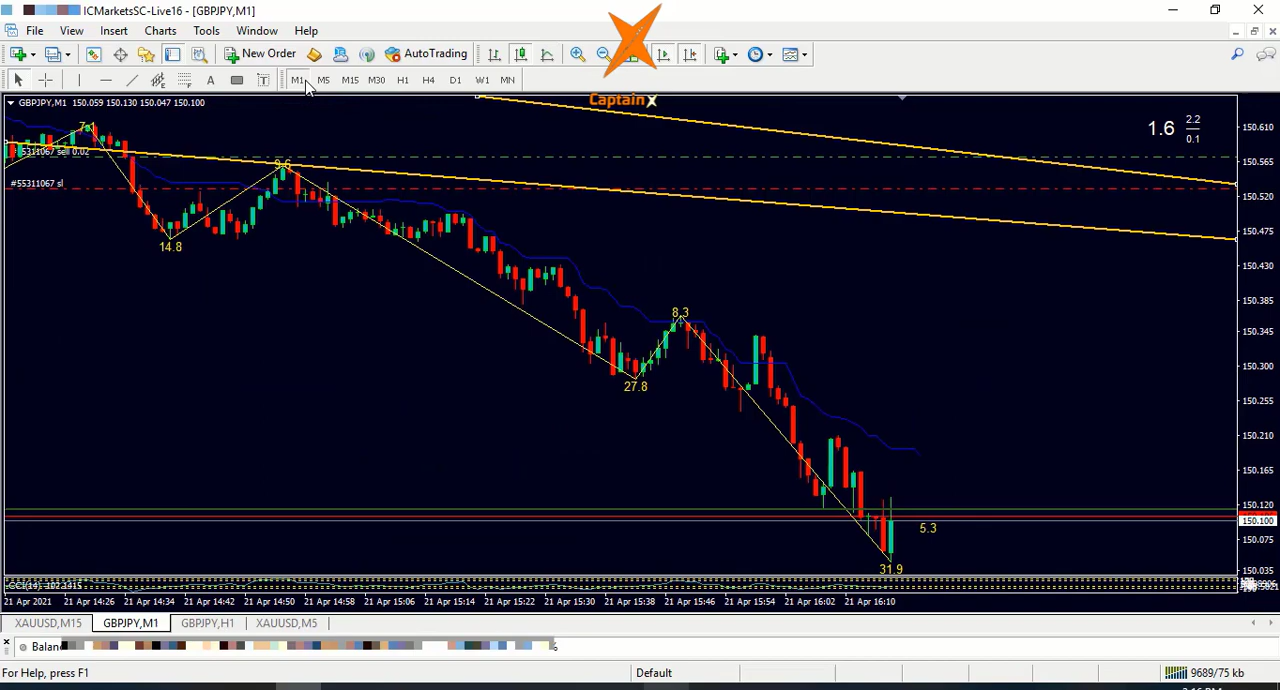 ICMarketsSC-Live16 - [GBPJPY,M1]
File View Insert Charts Tools Window Help
New Order AutoTrading
A T M1 M5 M15 M30 H1 H4 D1 W1 MN
Captain X
GBPJPY,M1 150.059 150.130 150.047 150.100
sell 0.02
#55311067 sl
1.6 2.2 0.1
9.6
14.8
8.3
27.8
5.3
31.9
150.610
150.565
150.520
150.475
150.430
150.385
150.345
150.300
150.255
150.210
150.165
150.120
150.100
150.075
150.035
21 Apr 2021 21 Apr 14:26 21 Apr 14:34 21 Apr 14:42 21 Apr 14:50 21 Apr 14:58 21 Apr 15:06 21 Apr 15:14 21 Apr 15:22 21 Apr 15:30 21 Apr 15:38 21 Apr 15:46 21 Apr 15:54 21 Apr 16:02 21 Apr 16:10
XAUUSD,M15 GBPJPY,M1 GBPJPY,H1 XAUUSD,M5
For Help, press F1 Default 9689/75 kb